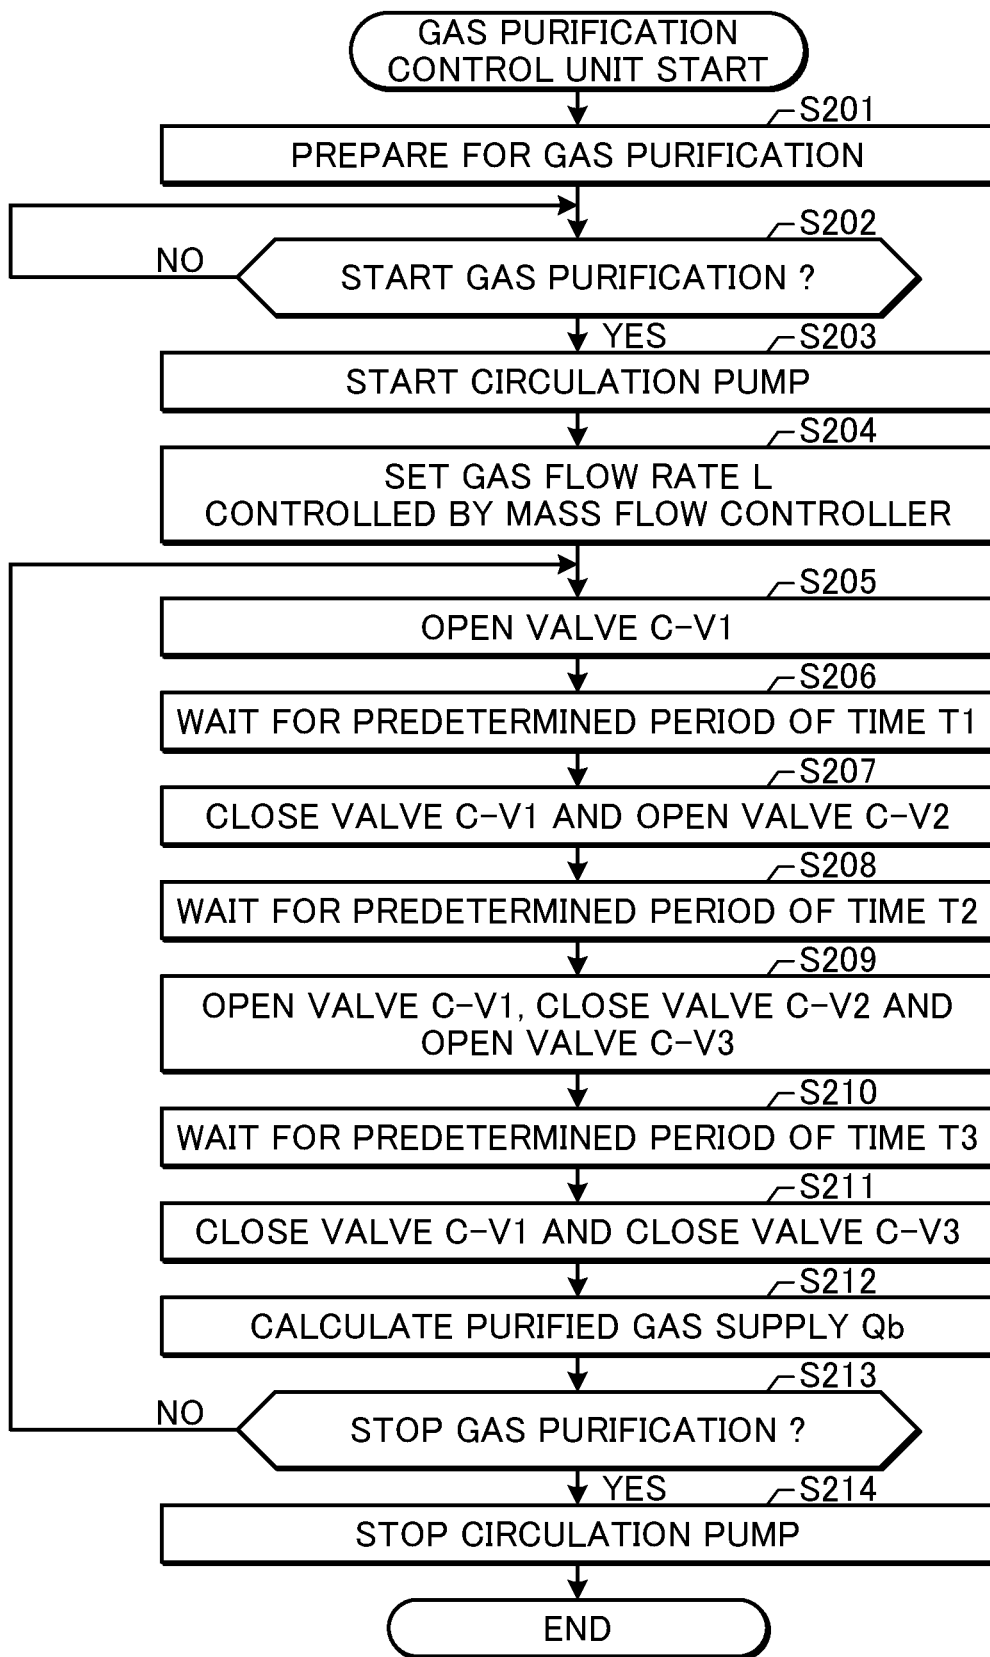 GAS PURIFICATION
CONTROL UNIT START
S201
PREPARE FOR GAS PURIFICATION
S202
NO
START GAS PURIFICATION ?
YES
S203
START CIRCULATION PUMP
S204
SET GAS FLOW RATE L
CONTROLLED BY MASS FLOW CONTROLLER
S205
OPEN VALVE C-V1
S206
WAIT FOR PREDETERMINED PERIOD OF TIME T1
S207
CLOSE VALVE C-V1 AND OPEN VALVE C-V2
S208
WAIT FOR PREDETERMINED PERIOD OF TIME T2
S209
OPEN VALVE C-V1, CLOSE VALVE C-V2 AND
OPEN VALVE C-V3
S210
WAIT FOR PREDETERMINED PERIOD OF TIME T3
S211
CLOSE VALVE C-V1 AND CLOSE VALVE C-V3
S212
CALCULATE PURIFIED GAS SUPPLY Qb
S213
NO
STOP GAS PURIFICATION ?
YES
S214
STOP CIRCULATION PUMP
END